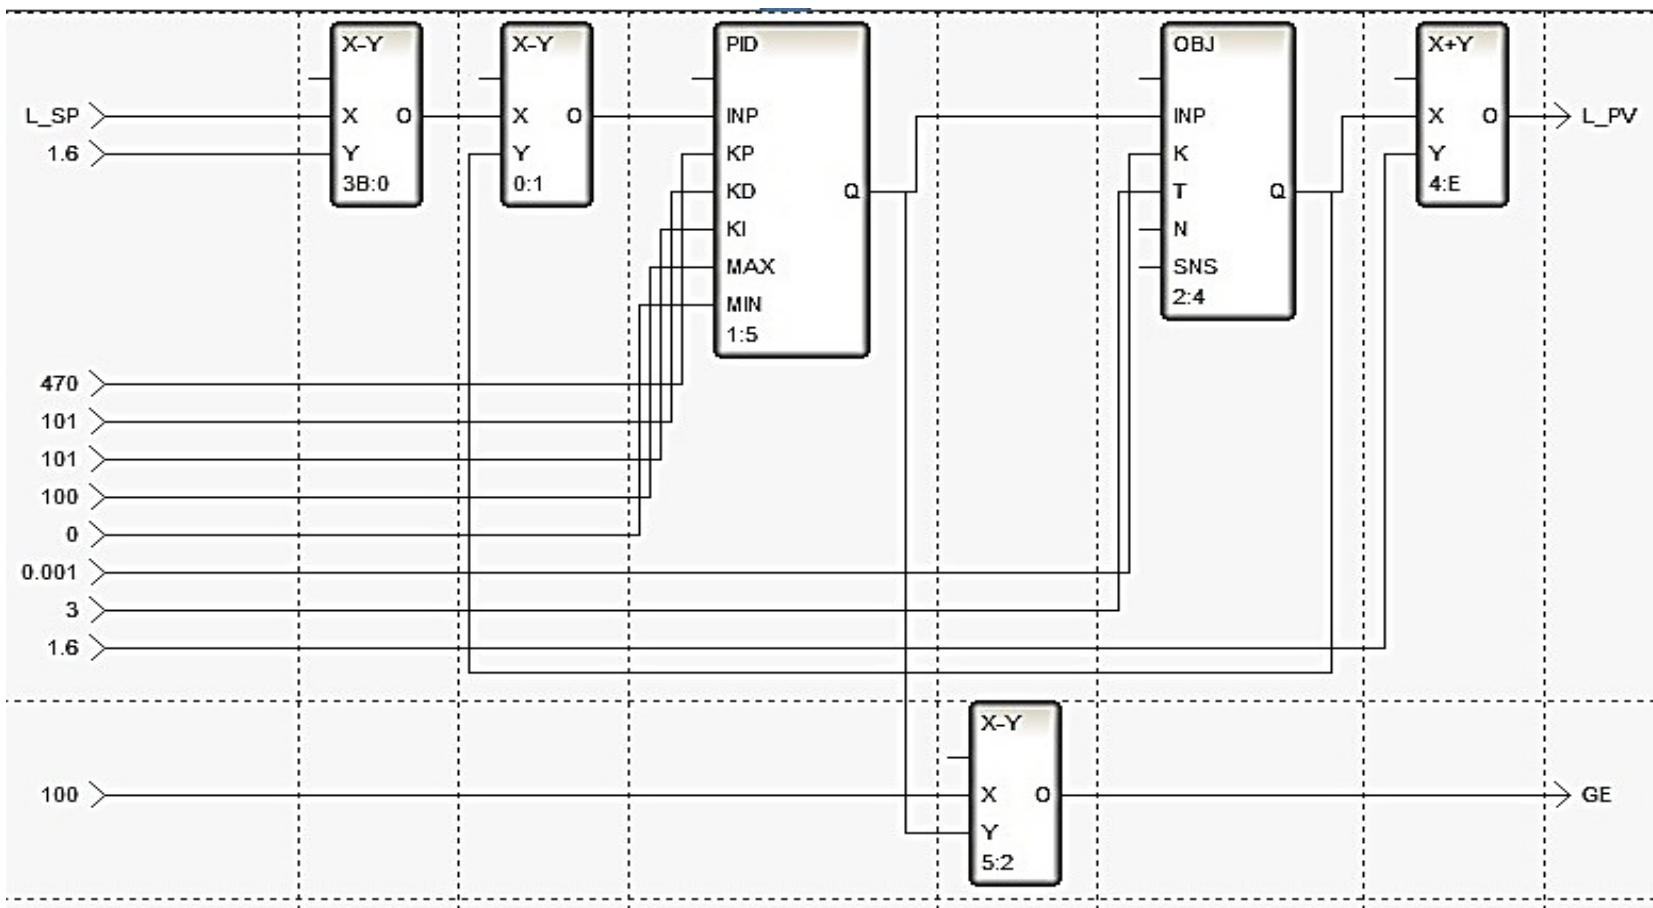 X-Y
X-Y
PID
OBJ
X+Y
L_SP
X O
X O
INP
INP
X O
L_PV
1.6
Y
Y
KP
K
Y
3B:0
0:1
KD
Q
T
Q
4:E
KI
N
MAX
SNS
MIN
2:4
1:5
470
101
101
100
0
0.001
3
1.6
X-Y
100
X O
GE
Y
5:2